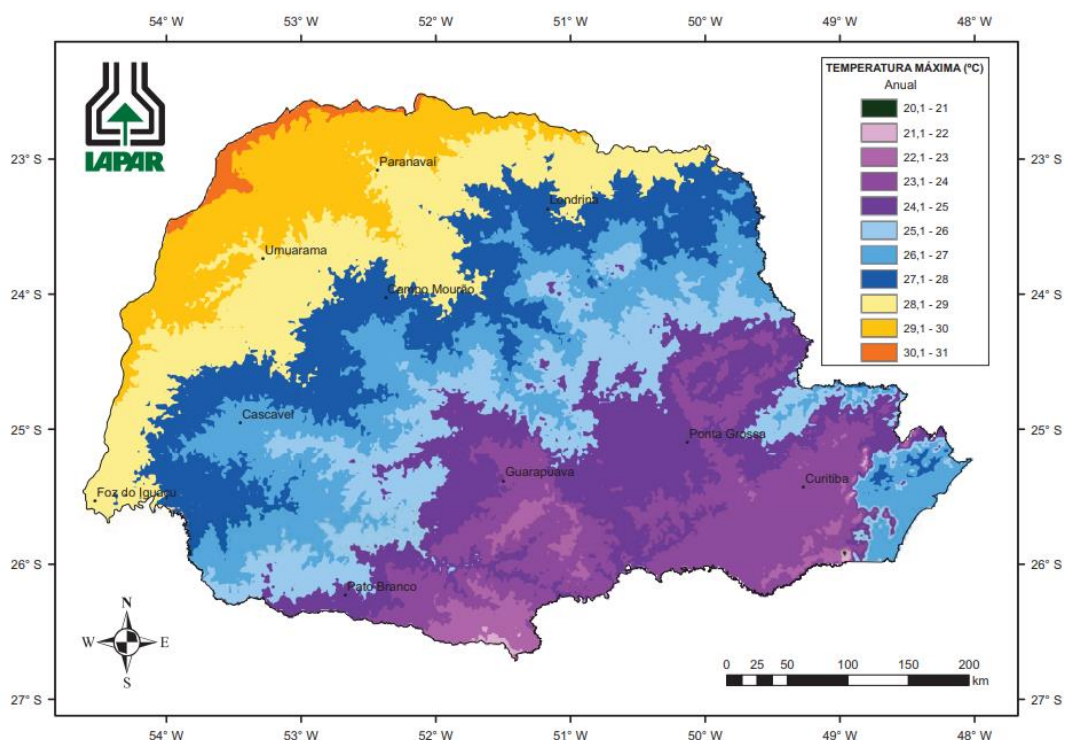 54° W 53° W 52° W 51° W 50° W 49° W 48° W
IAPAR
TEMPERATURA MÁXIMA (ºC)
Anual
20,1 - 21
21,1 - 22
22,1 - 23
23,1 - 24
24,1 - 25
25,1 - 26
26,1 - 27
27,1 - 28
28,1 - 29
29,1 - 30
30,1 - 31
23° S 23° S
Paranavaí
Londrina
Umuarama
24° S 24° S
Campo Mourão
Cascavel
25° S 25° S
Ponta Grossa
Guarapuava
Curitiba
Foz do Iguaçu
26° S 26° S
Pato Branco
N
W E
S
0 25 50 100 150 200
km
27° S 27° S
54° W 53° W 52° W 51° W 50° W 49° W 48° W